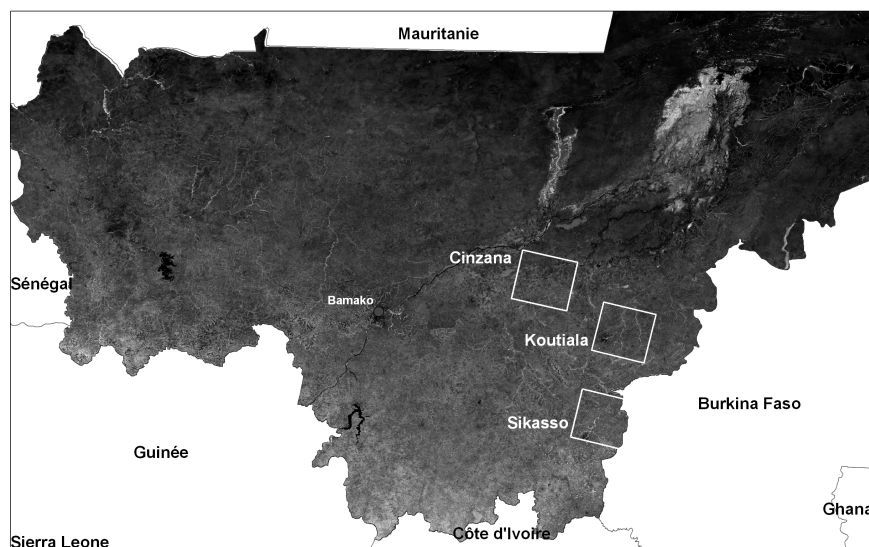 Mauritanie
Cinzana
Sénégal
Bamako
Koutiala
Burkina Faso
Sikasso
Guinée
Ghana
Côte d'Ivoire
Sierra Leone